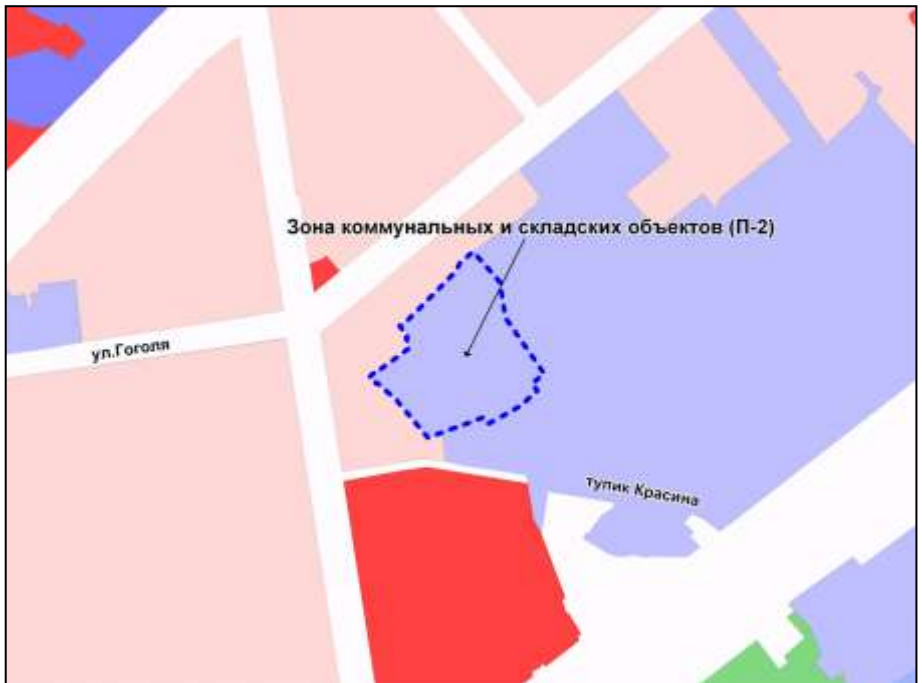 Зона коммунальных и складских объектов (П-2)
ул.Гоголя
тупик Красина